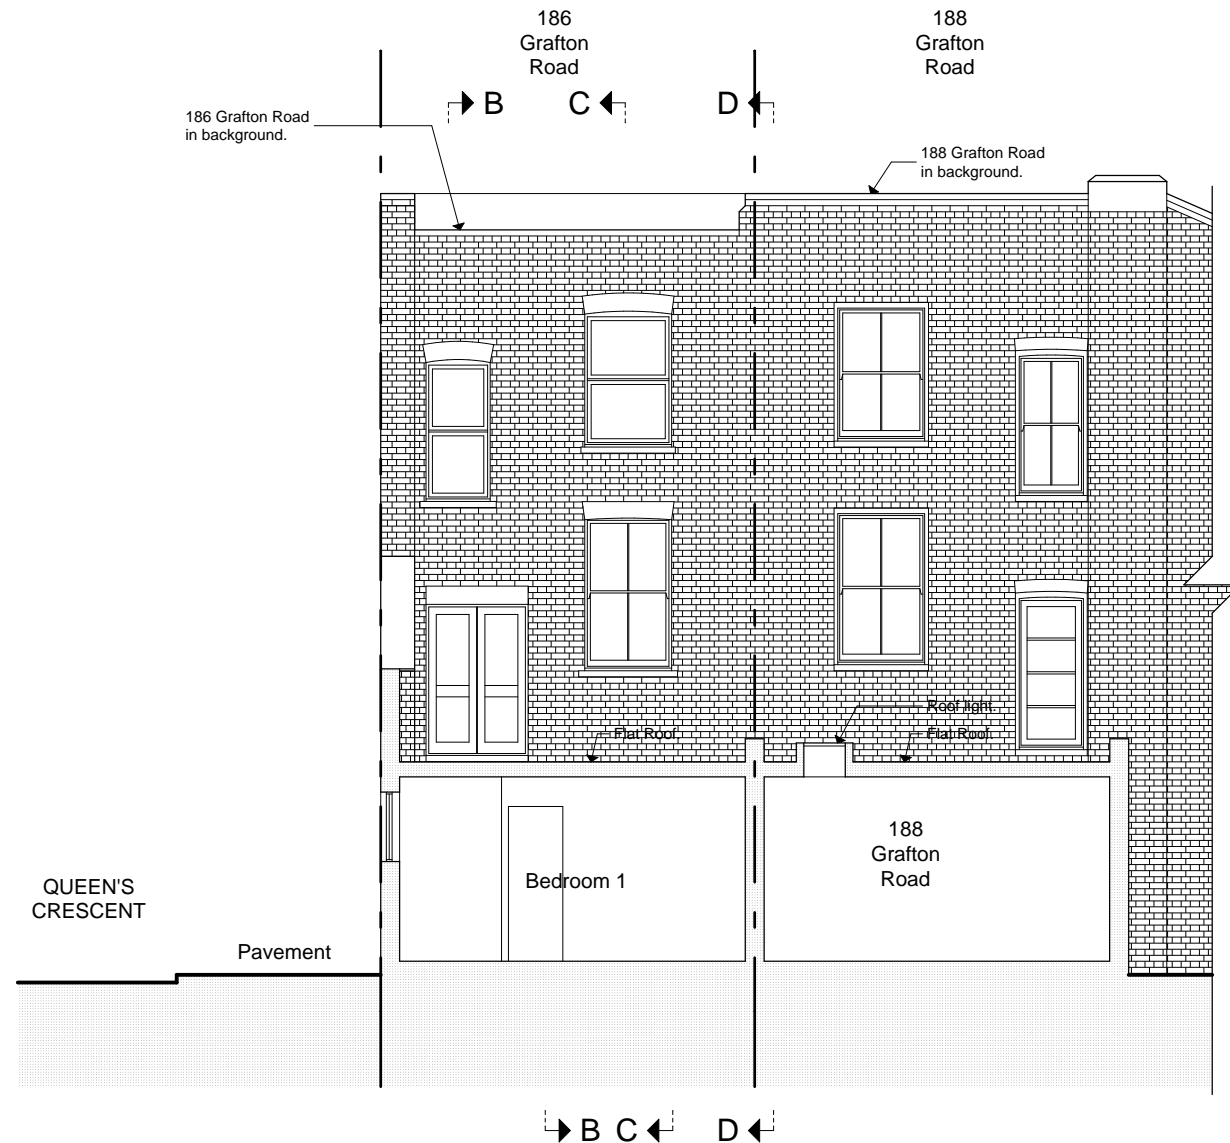 186
Grafton
Road
188
Grafton
Road
B
C
D
186 Grafton Road
in background.
188 Grafton Road
in background.
Roof light.
Flat Roof.
Flat Roof.
188
Grafton
Road
Bedroom 1
QUEEN'S
CRESCENT
Pavement
B
C
D